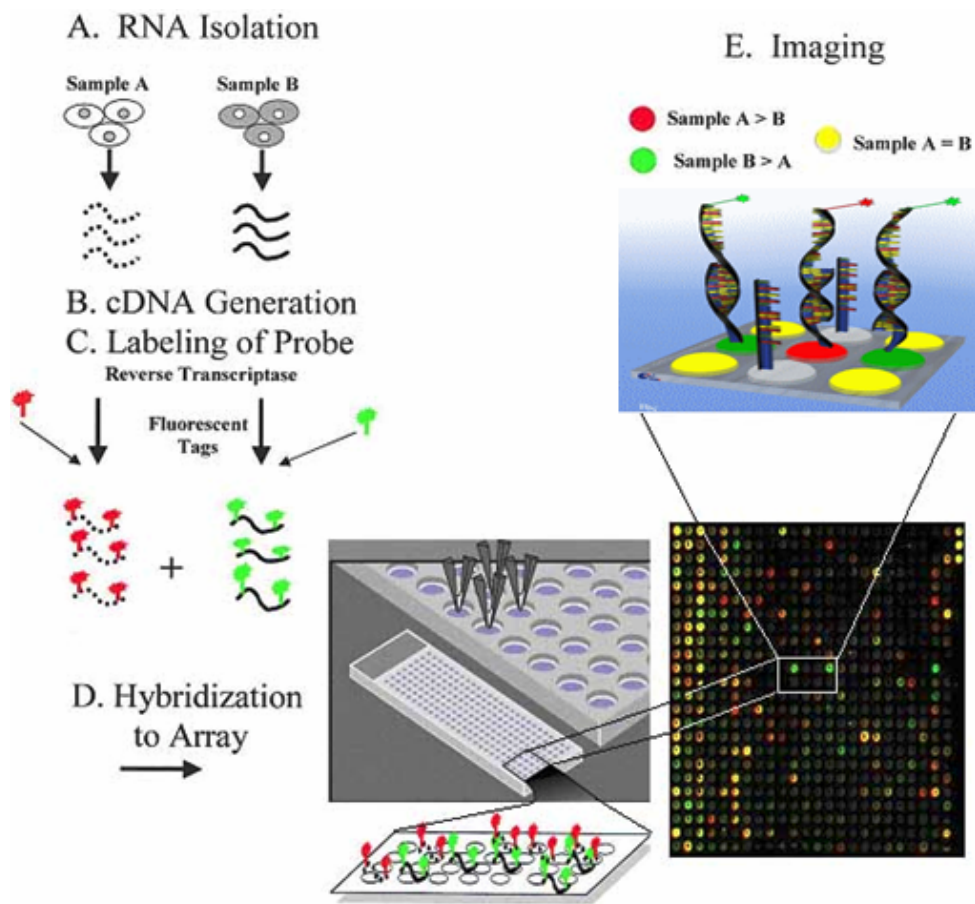 A. RNA Isolation
Sample A
Sample B
B. cDNA Generation
C. Labeling of Probe
Reverse Transcriptase
Fluorescent
Tags
+
D. Hybridization
to Array
E. Imaging
Sample A > B
Sample A = B
Sample B > A